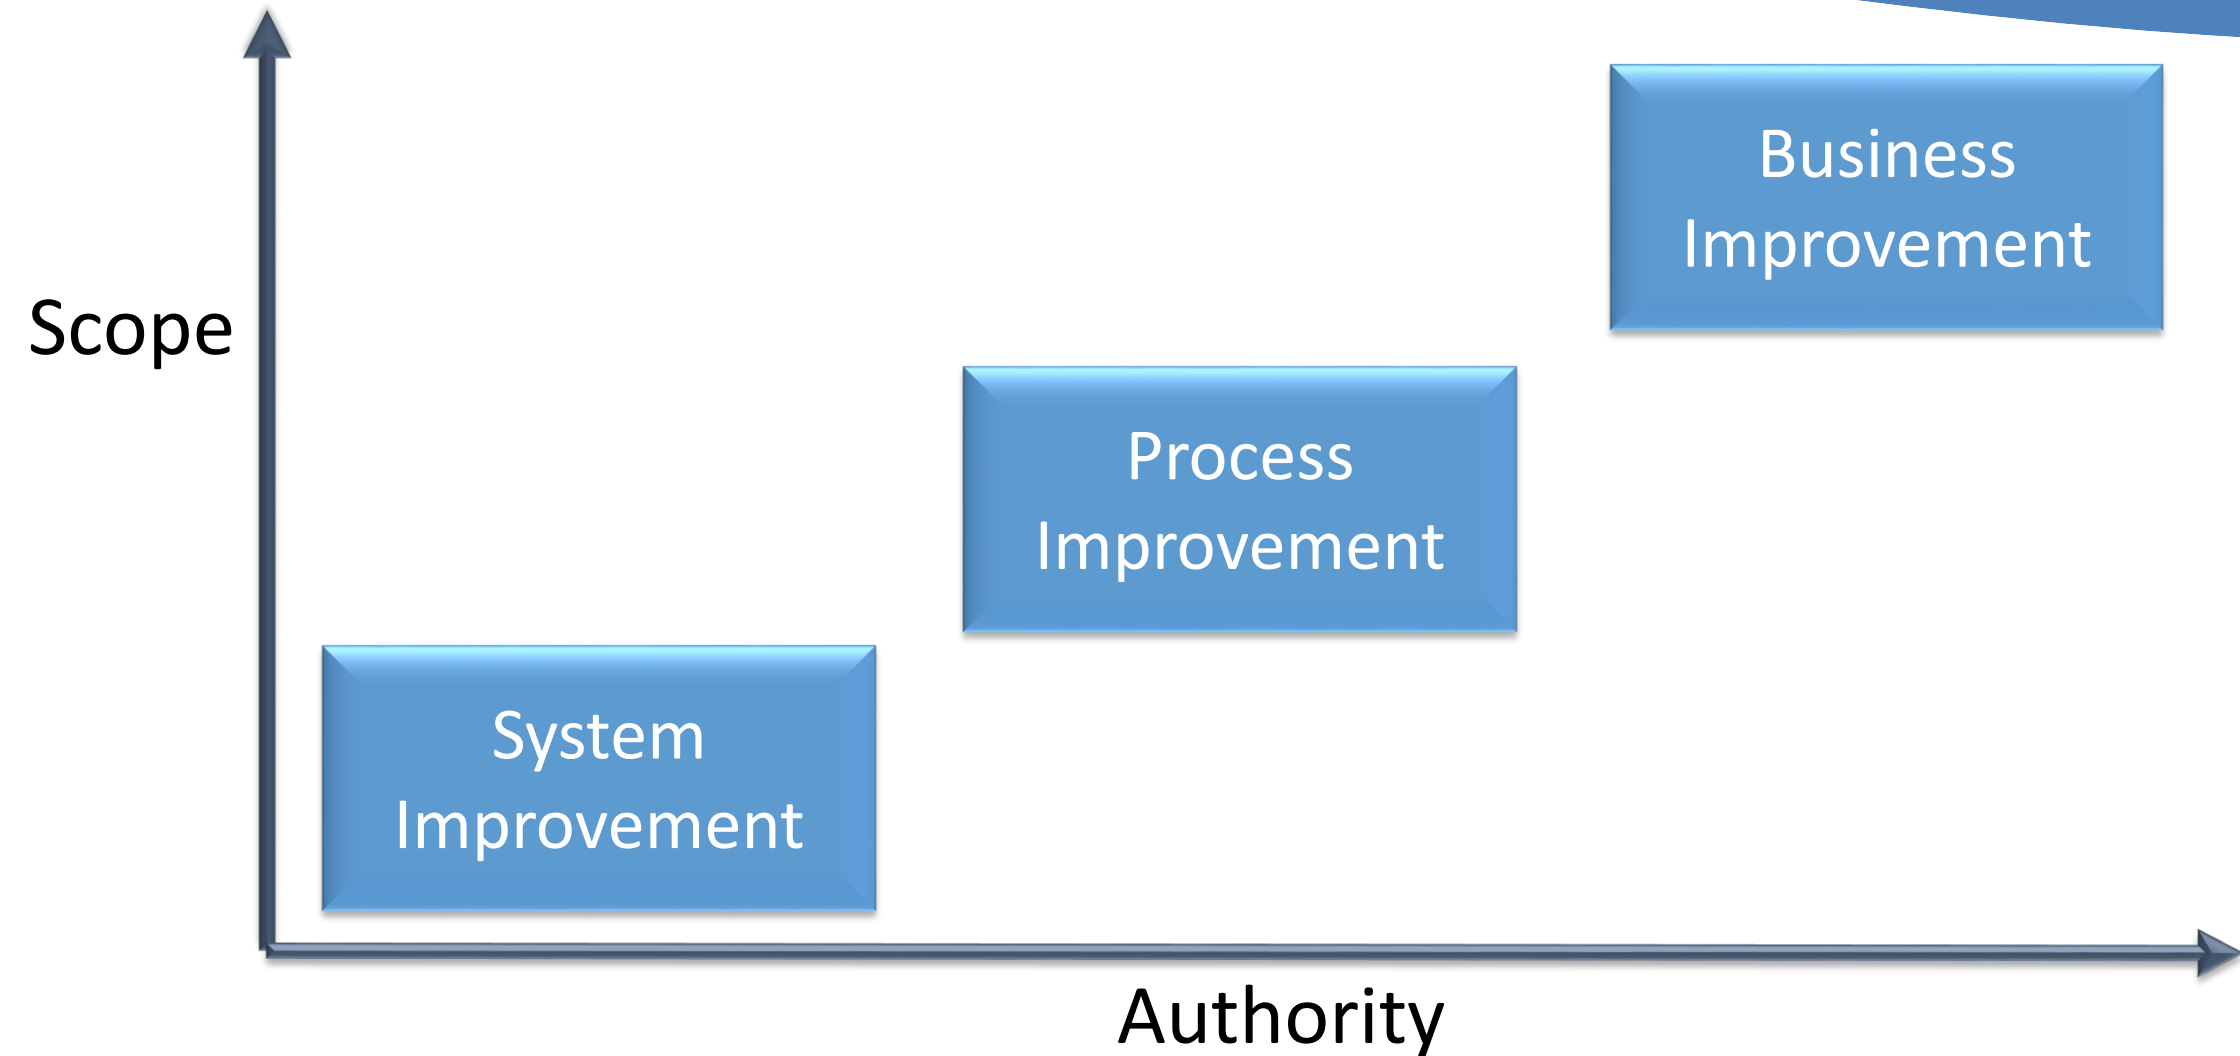 Business
Improvement
Scope
Process
Improvement
System
Improvement
Authority